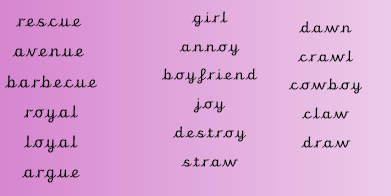 rescue
avenue
barbecue
royal
loyal
argue
girl
annoy
boyfriend
joy
destroy
straw
dawn
crawl
cowboy
claw
draw